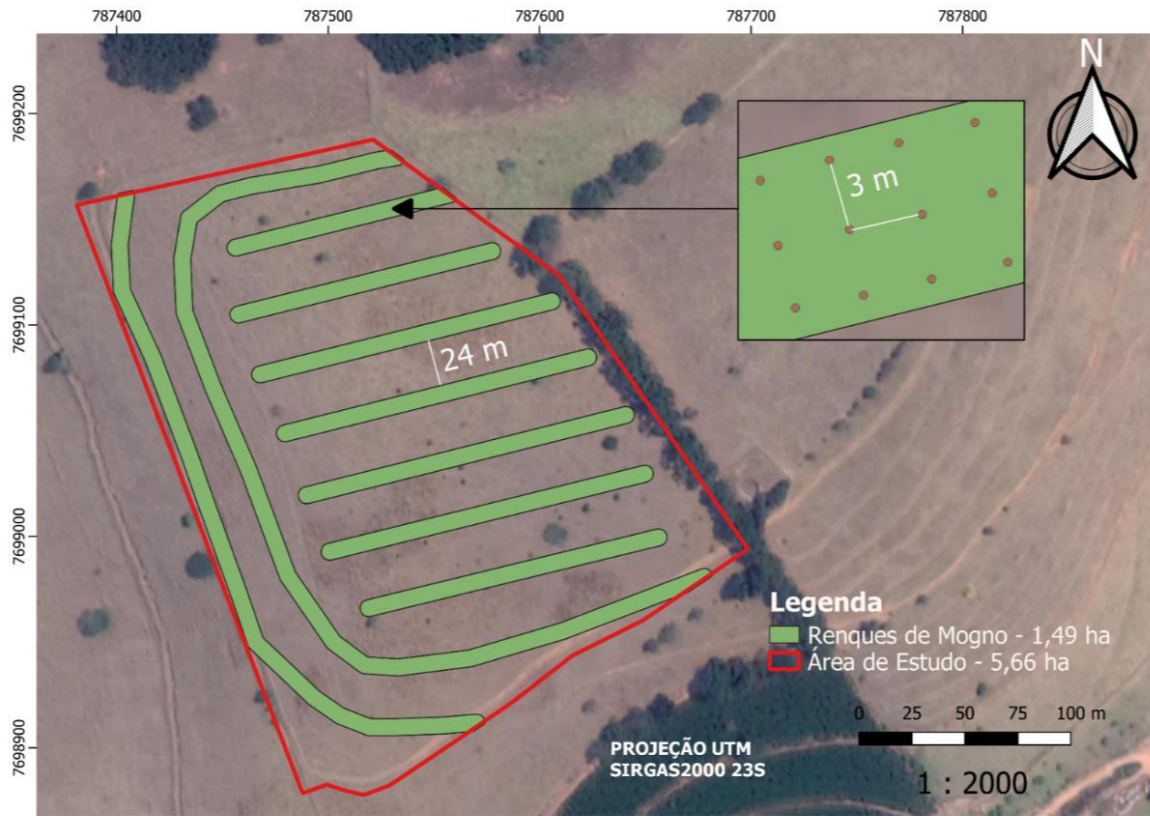 787400 787500 787600 787700 787800
7699200
7699100
7699000
7698900
N
3 m
24 m
Legenda
Renques de Mogno - 1,49 ha
Área de Estudo - 5,66 ha
0 25 50 75 100 m
PROJEÇÃO UTM
SIRGAS2000 23S
1 : 2000